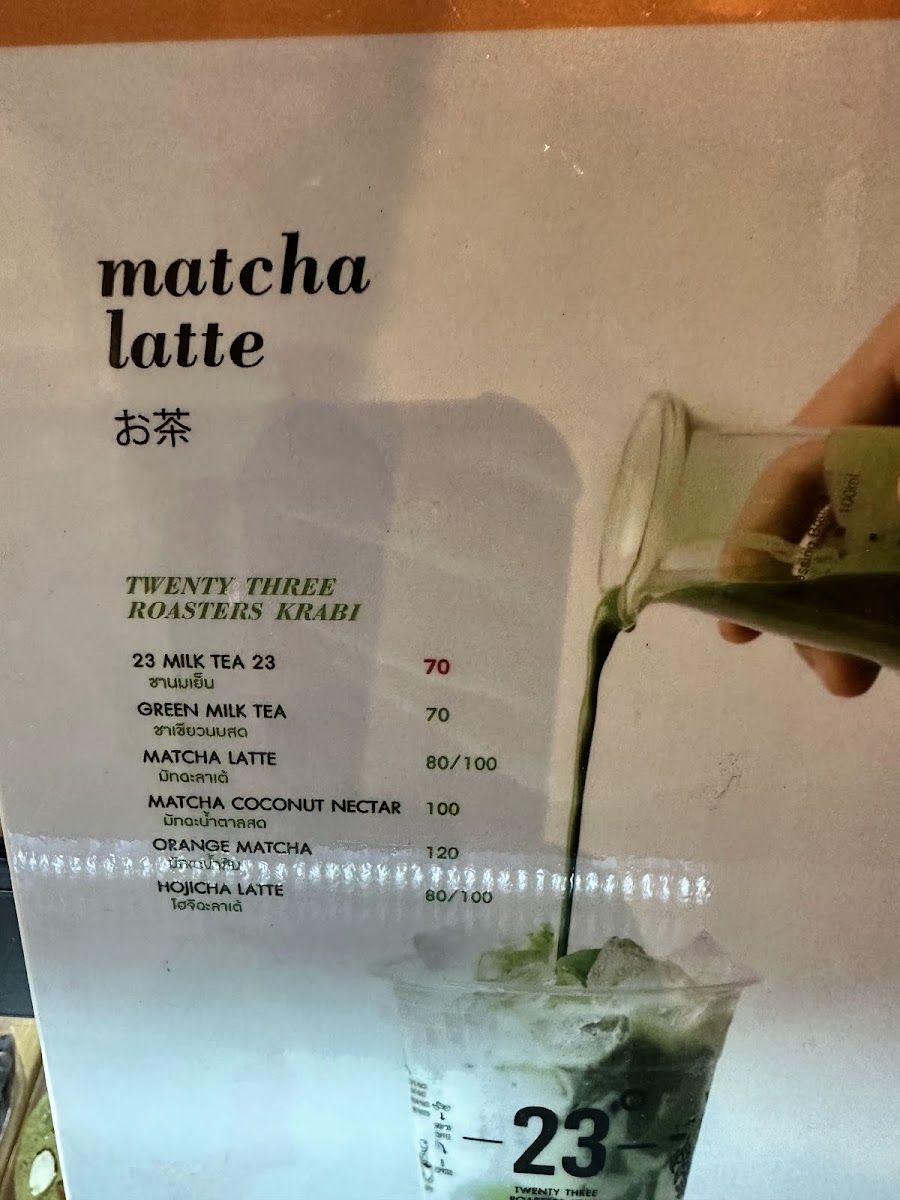 matcha
latte
お茶
100ml
TWENTY THREE
ROASTERS KRABI
23 MILK TEA 23 70
ชานมเย็น
GREEN MILK TEA 70
ชาเขียวนมสด
MATCHA LATTE 80/100
มัทฉะลาเต้
MATCHA COCONUT NECTAR 100
มัทฉะน้ำตาลสด
ORANGE MATCHA 120
HOJICHA LATTE 80/100
โฮจิฉะลาเต้
23°
TWENTY THREE